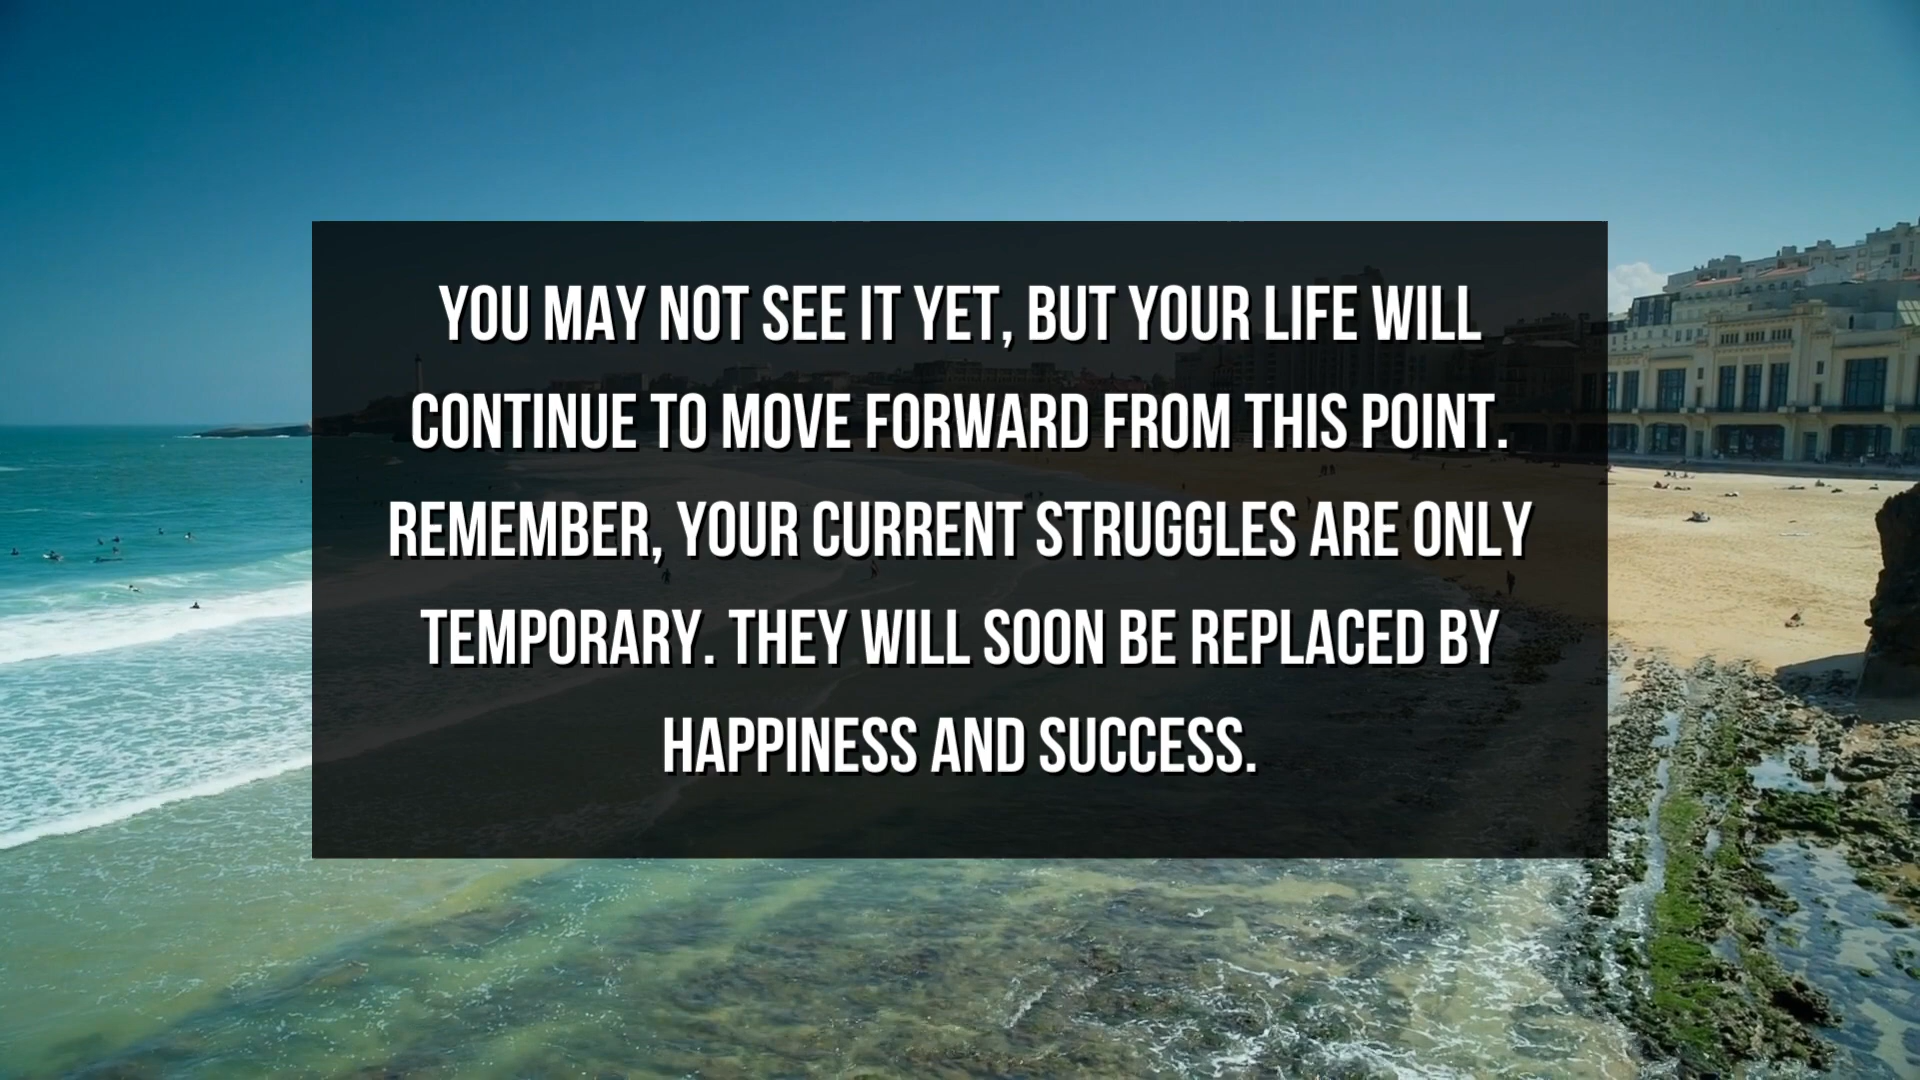 YOU MAY NOT SEE IT YET, BUT YOUR LIFE WILL
CONTINUE TO MOVE FORWARD FROM THIS POINT.
REMEMBER, YOUR CURRENT STRUGGLES ARE ONLY
TEMPORARY. THEY WILL SOON BE REPLACED BY
HAPPINESS AND SUCCESS.